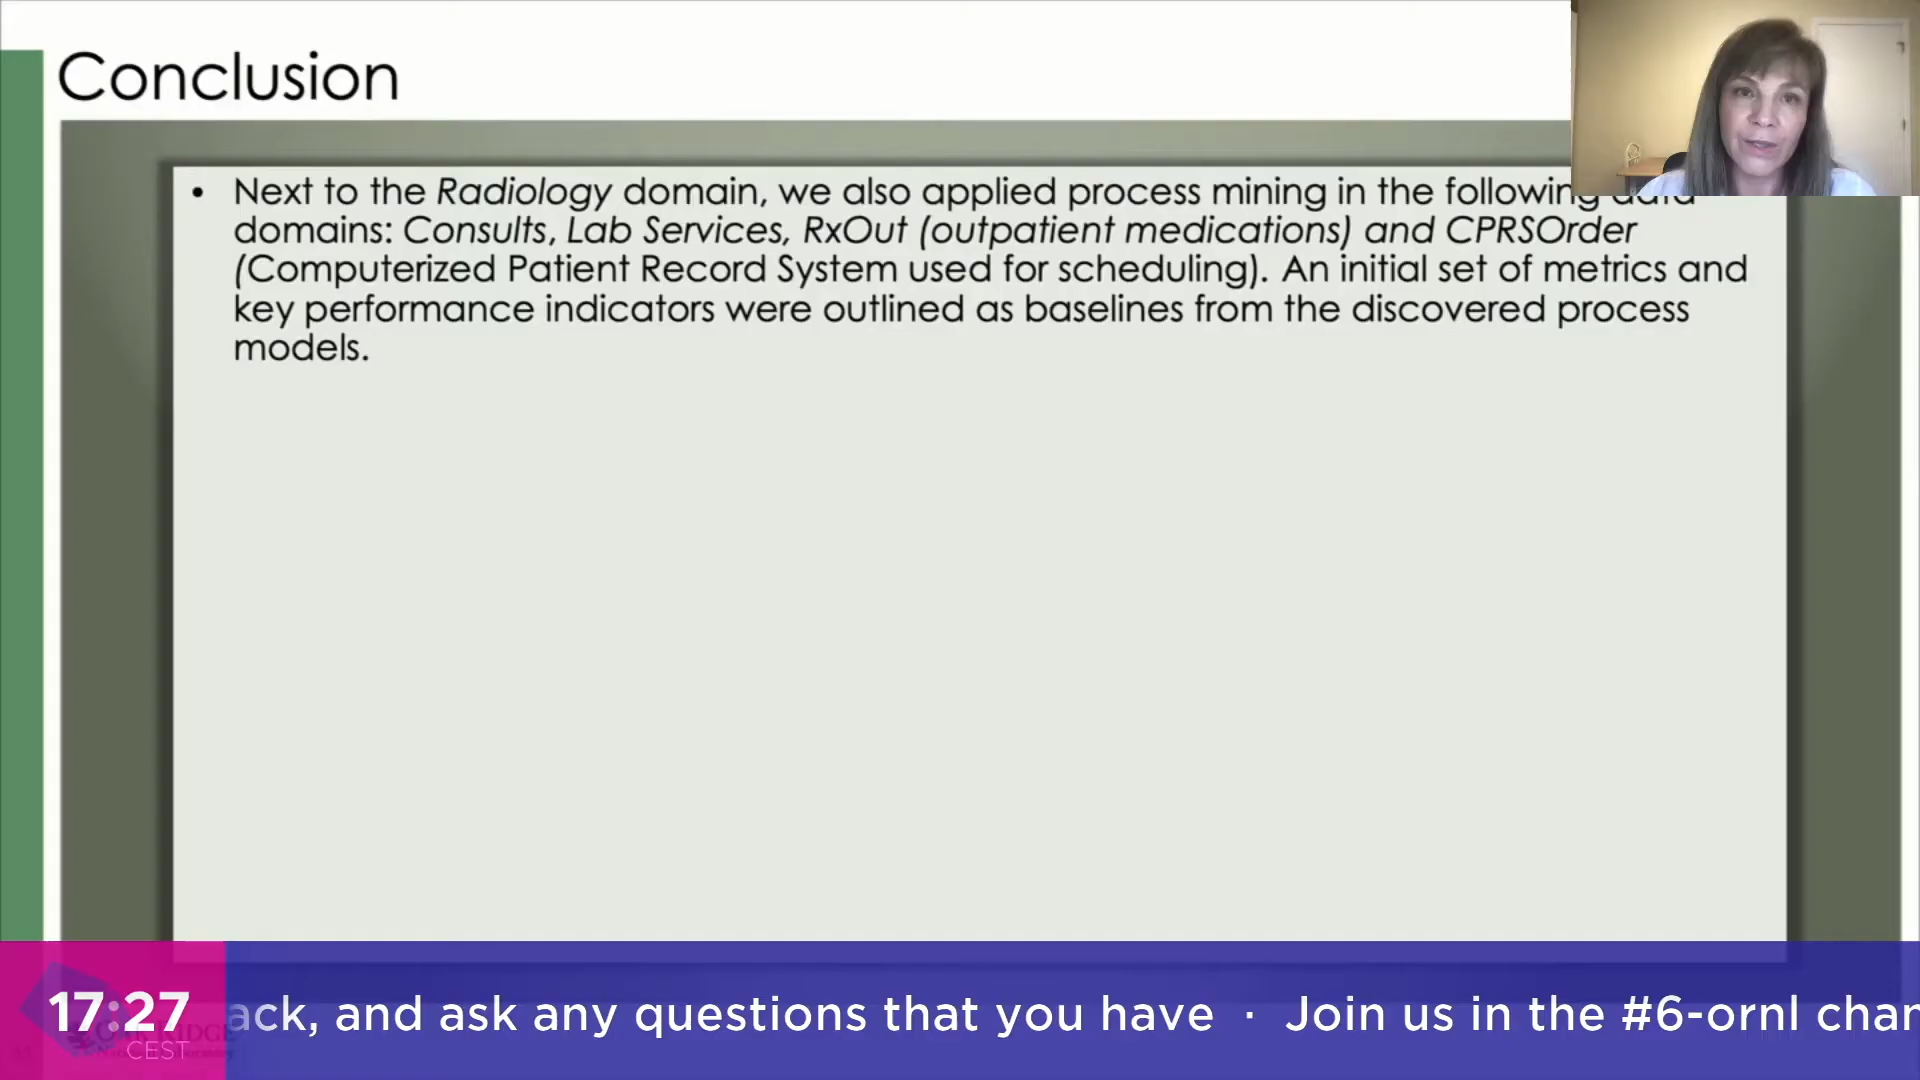 Conclusion
• Next to the Radiology domain, we also applied process mining in the following data
domains: Consults, Lab Services, RxOut (outpatient medications) and CPRSOrder
(Computerized Patient Record System used for scheduling). An initial set of metrics and
key performance indicators were outlined as baselines from the discovered process
models.
17:27
CEST
ack, and ask any questions that you have · Join us in the #6-ornl chan